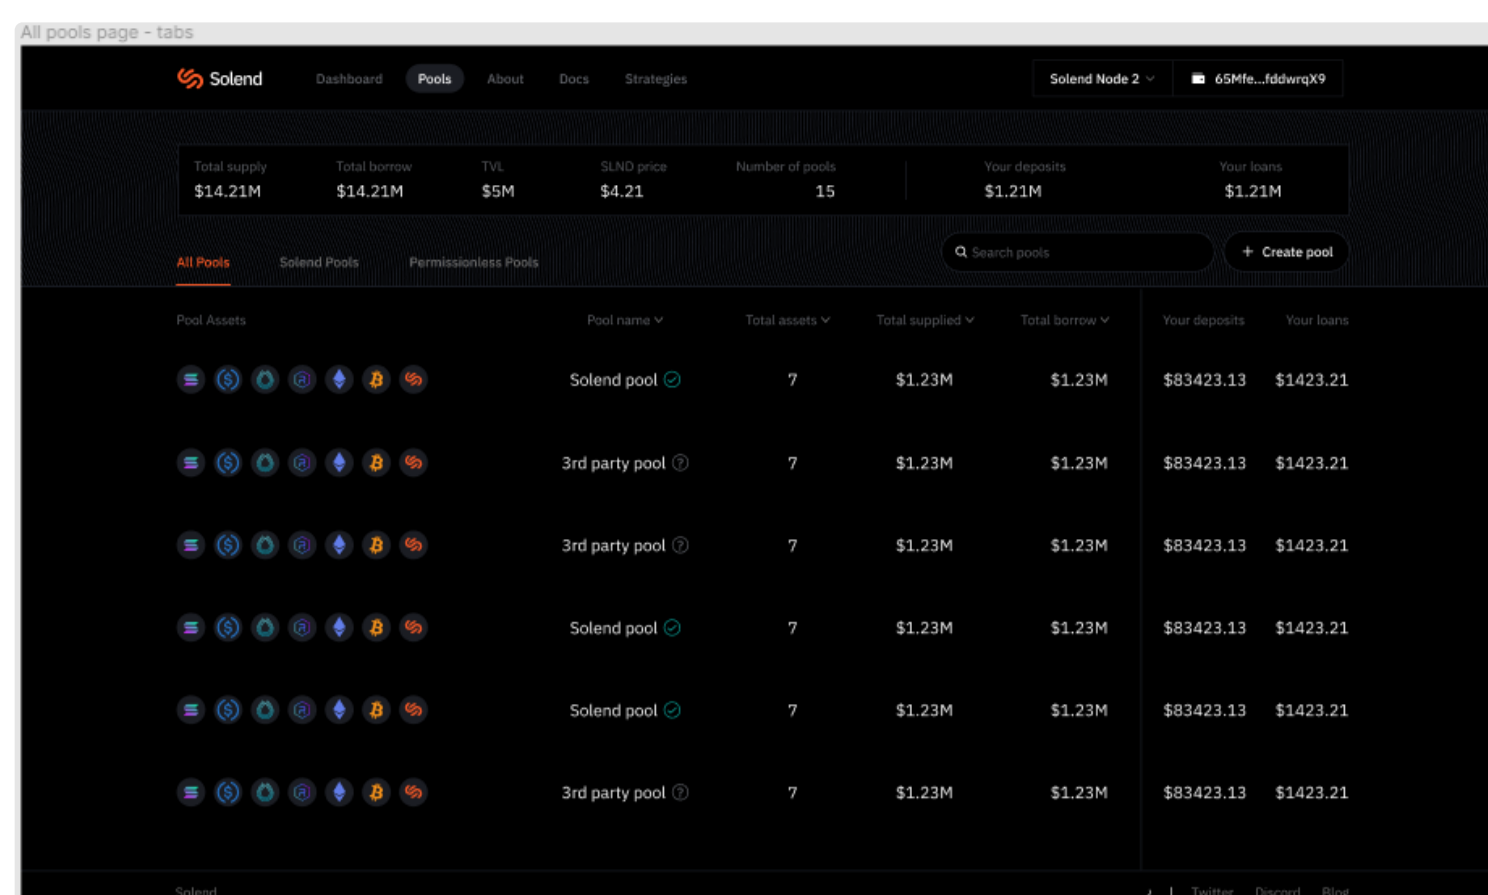 All pools page - tabs
Solend Dashboard Pools About Docs Strategies Solend Node 2 65Mfe...fddwrqX9
Total supply Total borrow TVL SLND price Number of pools Your deposits Your loans
$14.21M $14.21M $5M $4.21 15 $1.21M $1.21M
All Pools Solend Pools Permissionless Pools Search pools + Create pool
Pool Assets Pool name Total assets Total supplied Total borrow Your deposits Your loans
Solend pool 7 $1.23M $1.23M $83423.13 $1423.21
3rd party pool 7 $1.23M $1.23M $83423.13 $1423.21
3rd party pool 7 $1.23M $1.23M $83423.13 $1423.21
Solend pool 7 $1.23M $1.23M $83423.13 $1423.21
Solend pool 7 $1.23M $1.23M $83423.13 $1423.21
3rd party pool 7 $1.23M $1.23M $83423.13 $1423.21
Solend Twitter Discord Blog